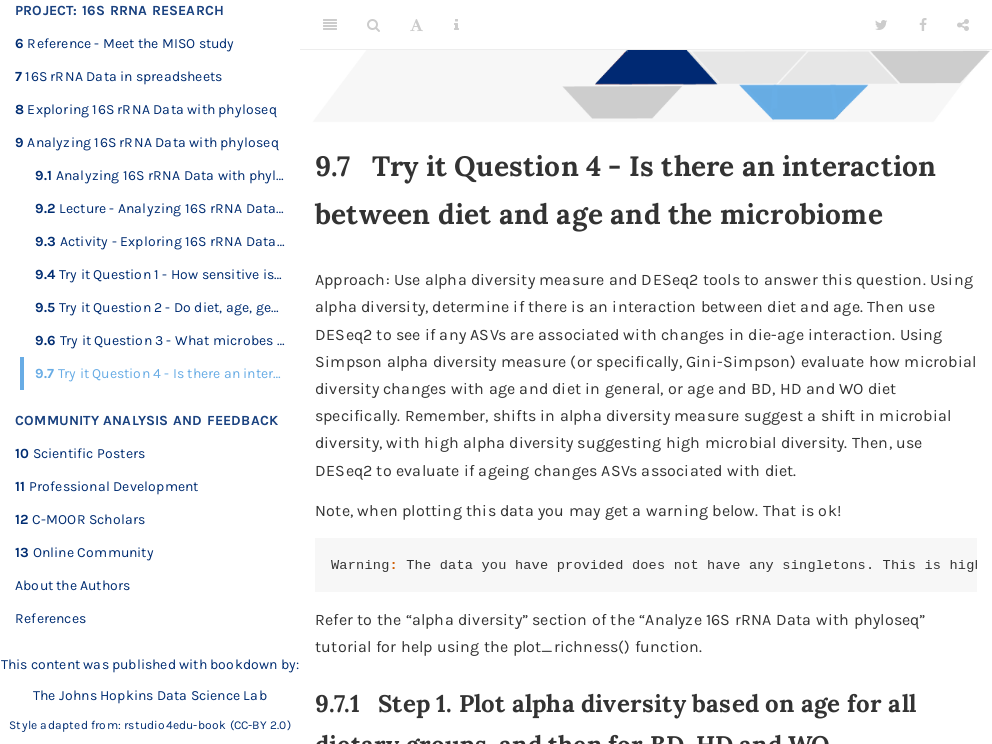 PROJECT: 16S RRNA RESEARCH
6 Reference - Meet the MISO study
7 16S rRNA Data in spreadsheets
8 Exploring 16S rRNA Data with phyloseq
9 Analyzing 16S rRNA Data with phyloseq
9.1 Analyzing 16S rRNA Data with phyl…
9.2 Lecture - Analyzing 16S rRNA Data…
9.3 Activity - Exploring 16S rRNA Data…
9.4 Try it Question 1 - How sensitive is…
9.5 Try it Question 2 - Do diet, age, ge…
9.6 Try it Question 3 - What microbes …
9.7 Try it Question 4 - Is there an inter…
COMMUNITY ANALYSIS AND FEEDBACK
10 Scientific Posters
11 Professional Development
12 C-MOOR Scholars
13 Online Community
About the Authors
References
This content was published with bookdown by:
The Johns Hopkins Data Science Lab
Style adapted from: rstudio4edu-book (CC-BY 2.0)
9.7 Try it Question 4 - Is there an interaction
between diet and age and the microbiome
Approach: Use alpha diversity measure and DESeq2 tools to answer this question. Using
alpha diversity, determine if there is an interaction between diet and age. Then use
DESeq2 to see if any ASVs are associated with changes in die-age interaction. Using
Simpson alpha diversity measure (or specifically, Gini-Simpson) evaluate how microbial
diversity changes with age and diet in general, or age and BD, HD and WO diet
specifically. Remember, shifts in alpha diversity measure suggest a shift in microbial
diversity, with high alpha diversity suggesting high microbial diversity. Then, use
DESeq2 to evaluate if ageing changes ASVs associated with diet.
Note, when plotting this data you may get a warning below. That is ok!
Warning: The data you have provided does not have any singletons. This is high
Refer to the “alpha diversity” section of the “Analyze 16S rRNA Data with phyloseq”
tutorial for help using the plot_richness() function.
9.7.1 Step 1. Plot alpha diversity based on age for all
dietary groups, and then for BD, HD and WO